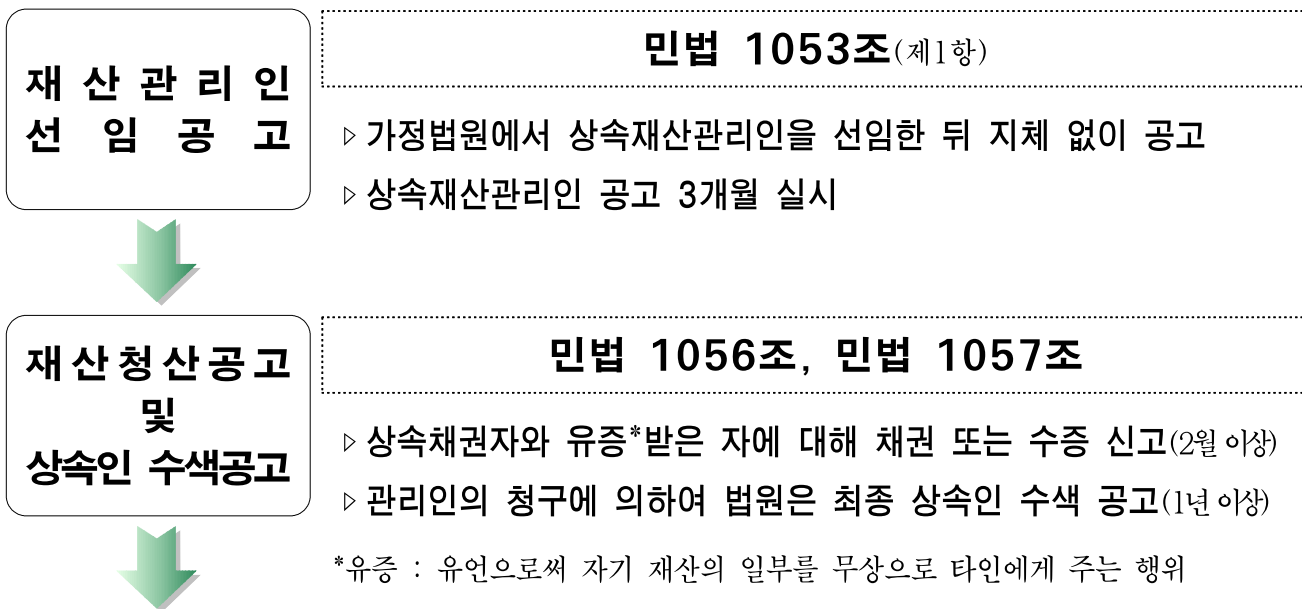 재산관리인
선임공고
민법 1053조(제1항)
▷가정법원에서 상속재산관리인을 선임한 뒤 지체 없이 공고
▷상속재산관리인 공고 3개월 실시
재산청산공고
및
상속인 수색공고
민법 1056조, 민법 1057조
▷상속채권자와 유증*받은 자에 대해 채권 또는 수증 신고(2월 이상)
▷관리인의 청구에 의하여 법원은 최종 상속인 수색 공고(1년 이상)
*유증 : 유언으로써 자기 재산의 일부를 무상으로 타인에게 주는 행위